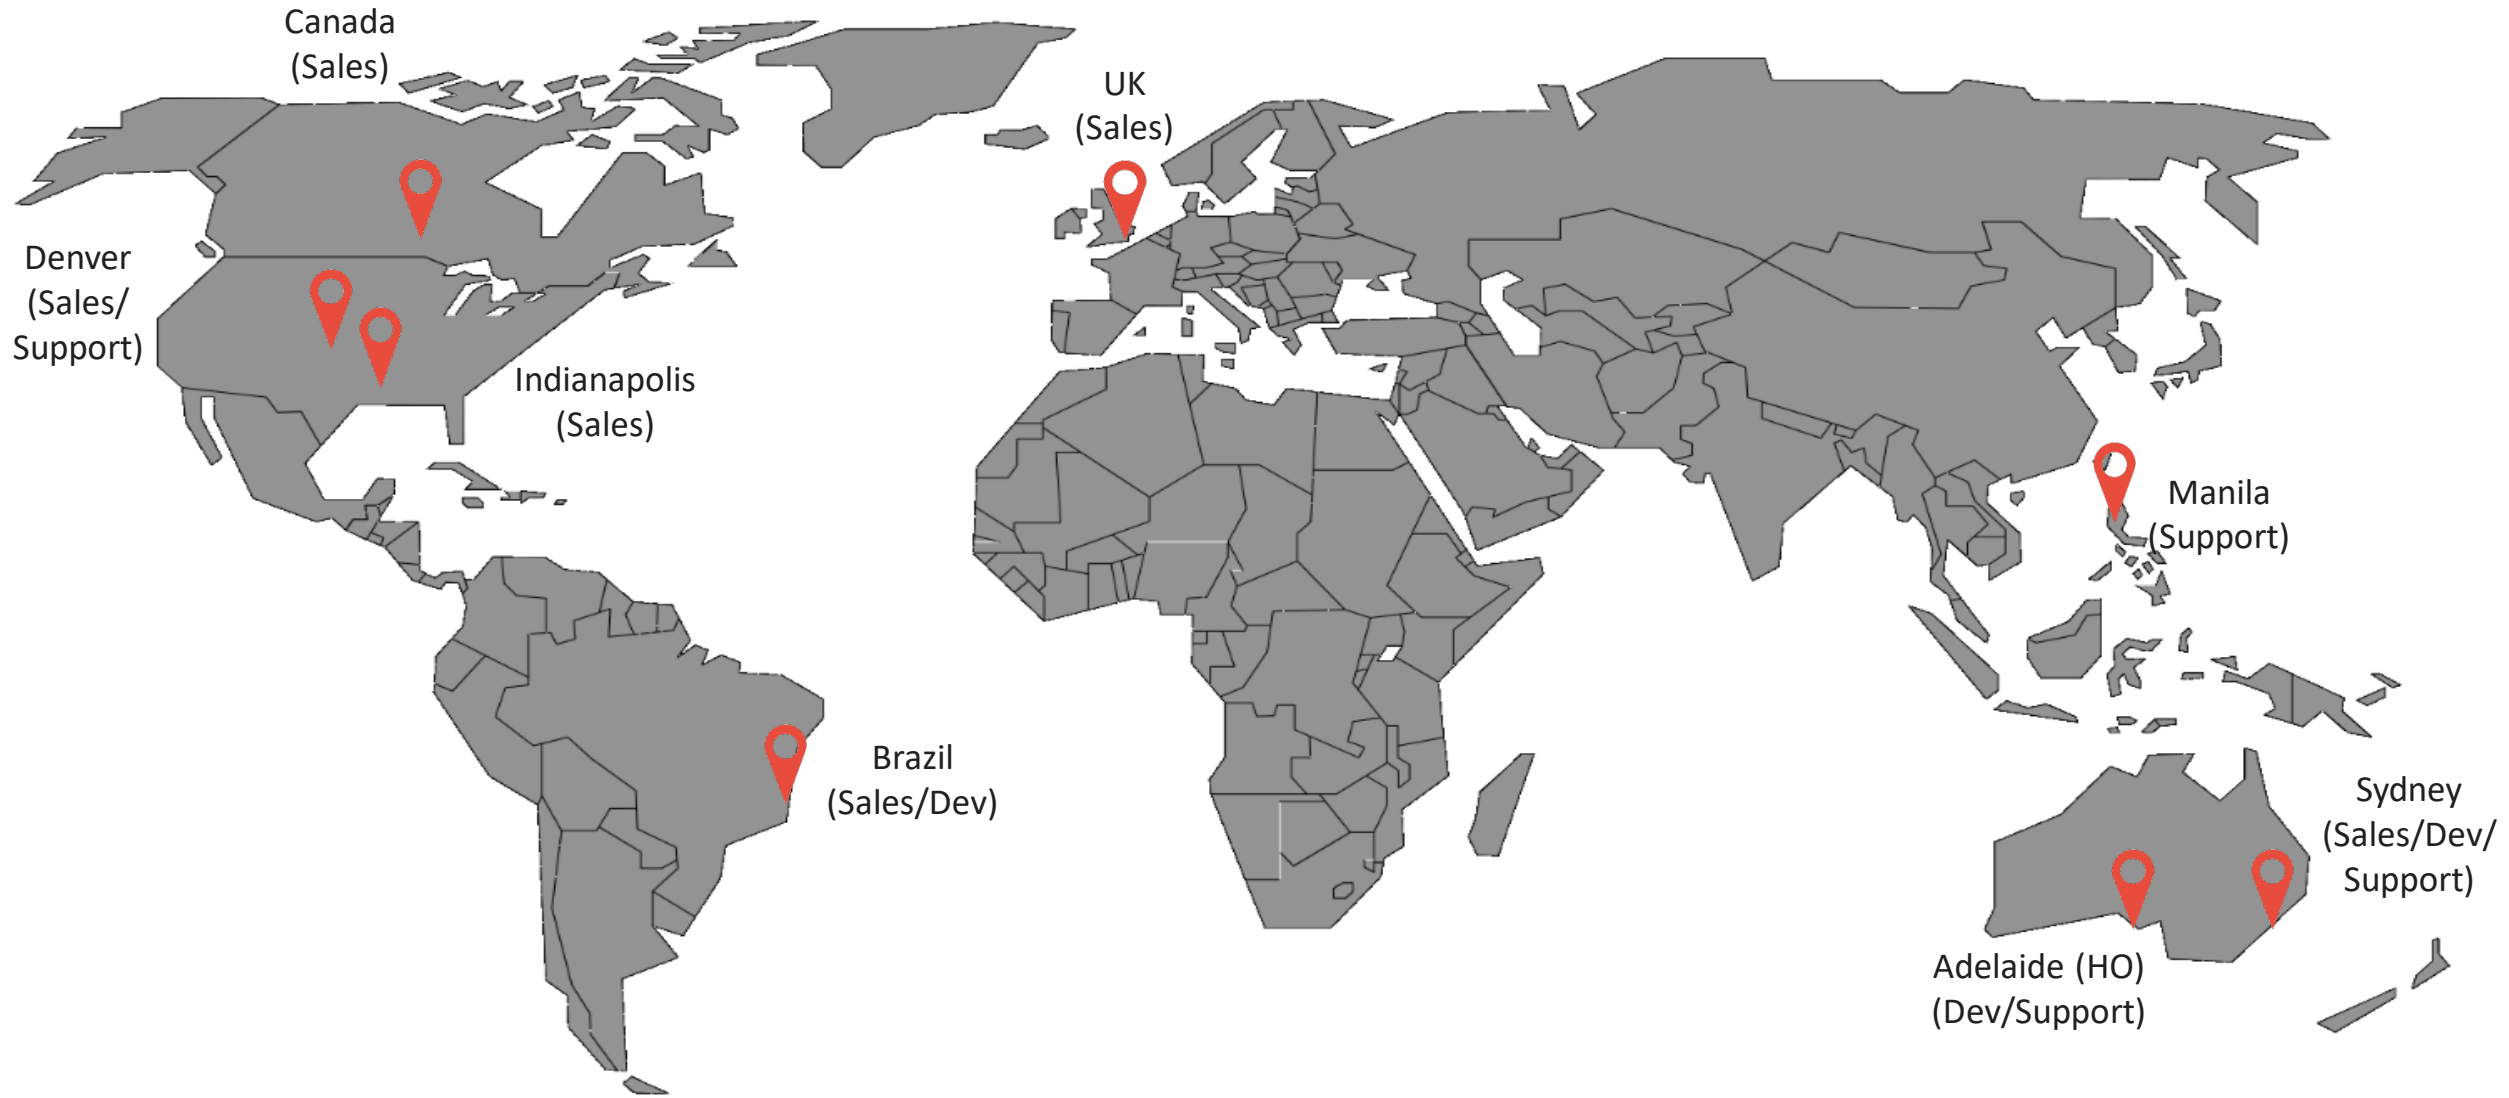 Canada
(Sales)
UK
(Sales)
Denver
(Sales/
Support)
Indianapolis
(Sales)
Manila
(Support)
Brazil
(Sales/Dev)
Sydney
(Sales/Dev/
Support)
Adelaide (HO)
(Dev/Support)